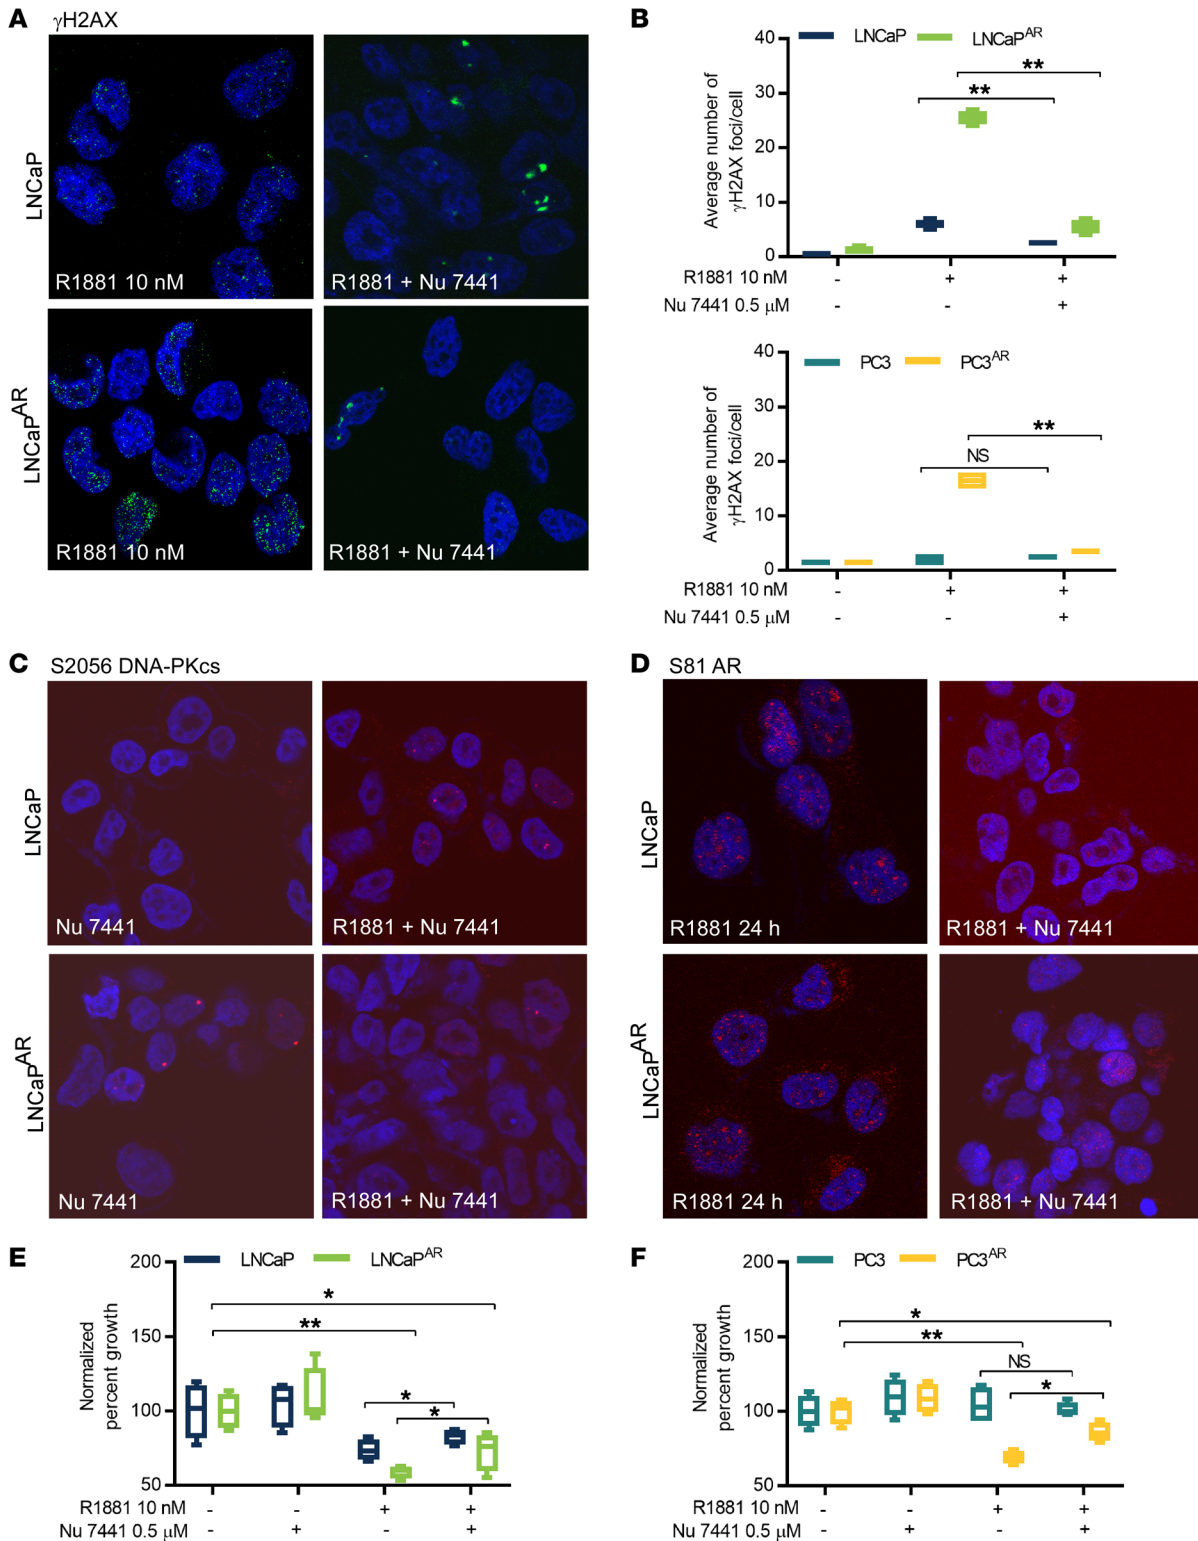 A γH2AX
LNCaP
R1881 10 nM
R1881 + Nu 7441
LNCaPAR
R1881 10 nM
R1881 + Nu 7441
B
LNCaP LNCaPAR
Average number of
γH2AX foci/cell
40
30
20
10
0
**
**
R1881 10 nM - + +
Nu 7441 0.5 μM - - +
PC3 PC3AR
Average number of
γH2AX foci/cell
40
30
20
10
0
**
NS
R1881 10 nM - + +
Nu 7441 0.5 μM - - +
C S2056 DNA-PKcs
LNCaP
Nu 7441
R1881 + Nu 7441
LNCaPAR
Nu 7441
R1881 + Nu 7441
D S81 AR
LNCaP
R1881 24 h
R1881 + Nu 7441
LNCaPAR
R1881 24 h
R1881 + Nu 7441
E
LNCaP LNCaPAR
Normalized
percent growth
200
150
100
50
*
**
*
*
R1881 10 nM - - + +
Nu 7441 0.5 μM - + - +
F
PC3 PC3AR
Normalized
percent growth
200
150
100
50
*
**
NS
*
R1881 10 nM - - + +
Nu 7441 0.5 μM - + - +